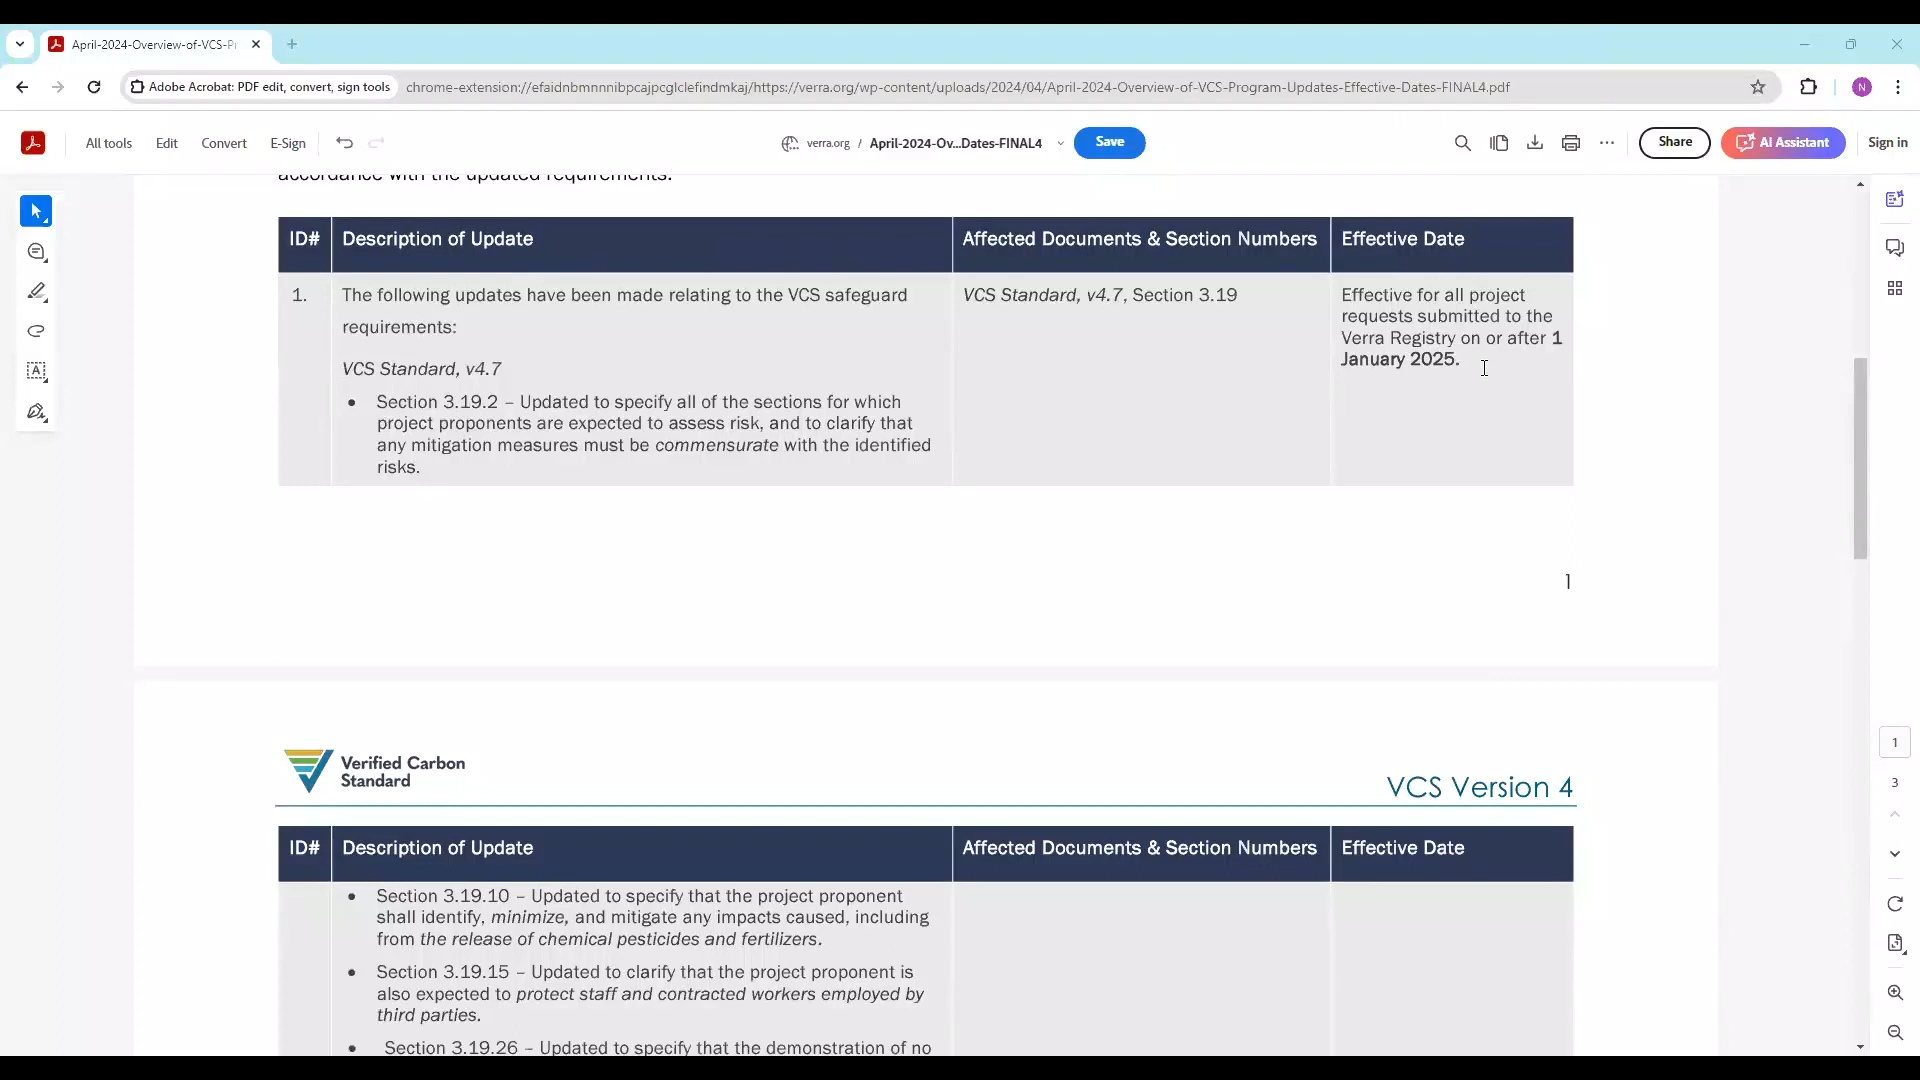 April-2024-Overview-of-VCS-Pr
Adobe Acrobat: PDF edit, convert, sign tools
chrome-extension://efaidnbmnnnibpcajpcglclefindmkaj/https://verra.org/wp-content/uploads/2024/04/April-2024-Overview-of-VCS-Program-Updates-Effective-Dates-FINAL4.pdf
N
All tools
Edit
Convert
E-Sign
verra.org / April-2024-Ov...Dates-FINAL4
Save
Share
AI Assistant
Sign in
accordance with the updated requirements.
ID#
Description of Update
Affected Documents & Section Numbers
Effective Date
1.
The following updates have been made relating to the VCS safeguard
requirements:
VCS Standard, v4.7
• Section 3.19.2 – Updated to specify all of the sections for which
project proponents are expected to assess risk, and to clarify that
any mitigation measures must be commensurate with the identified
risks.
VCS Standard, v4.7, Section 3.19
Effective for all project
requests submitted to the
Verra Registry on or after 1
January 2025.
1
Verified Carbon
Standard
VCS Version 4
ID#
Description of Update
Affected Documents & Section Numbers
Effective Date
• Section 3.19.10 – Updated to specify that the project proponent
shall identify, minimize, and mitigate any impacts caused, including
from the release of chemical pesticides and fertilizers.
• Section 3.19.15 – Updated to clarify that the project proponent is
also expected to protect staff and contracted workers employed by
third parties.
• Section 3.19.26 – Updated to specify that the demonstration of no
1
3